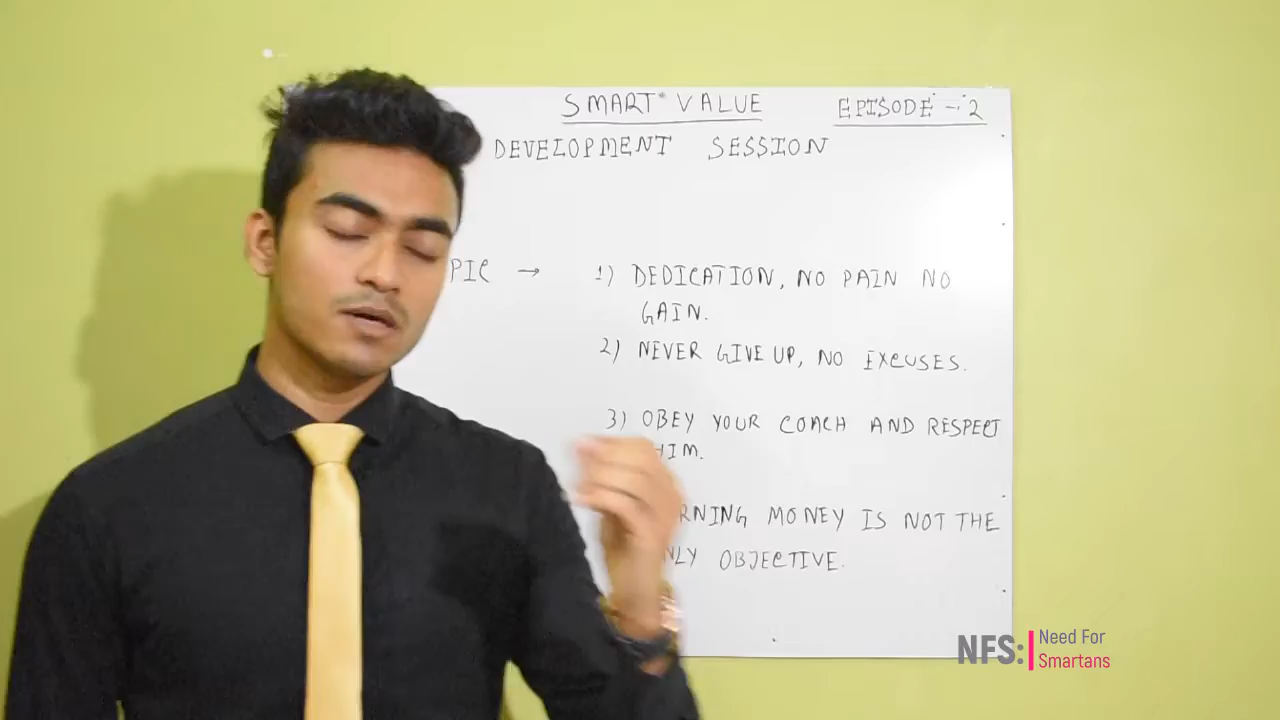 SMART VALUE EPISODE - 2
DEVELOPMENT SESSION
PIC → 1) DEDICATION, NO PAIN NO
GAIN.
2) NEVER GIVE UP, NO EXCUSES.
3) OBEY YOUR COACH AND RESPECT
HIM.
RNING MONEY IS NOT THE
NLY OBJECTIVE.
NFS: Need For
Smartans